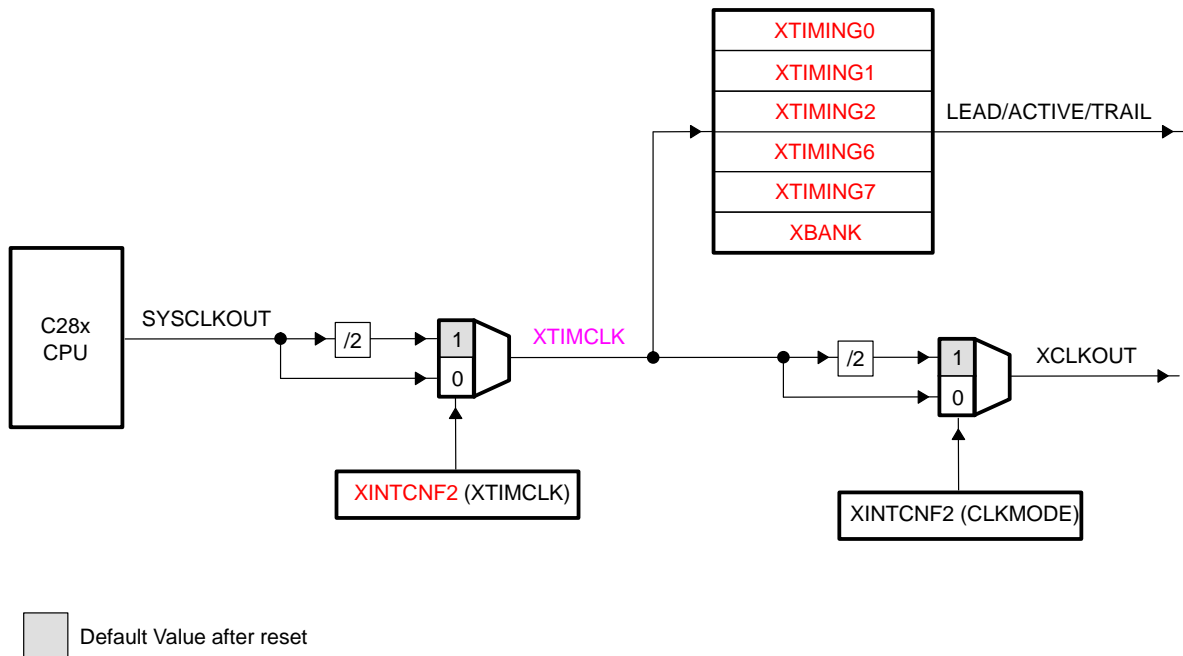 XTIMING0
XTIMING1
XTIMING2
LEAD/ACTIVE/TRAIL
XTIMING6
XTIMING7
XBANK
C28x
CPU
SYSCLKOUT
/2
1
0
XTIMCLK
/2
1
0
XCLKOUT
XINTCNF2 (XTIMCLK)
XINTCNF2 (CLKMODE)
Default Value after reset